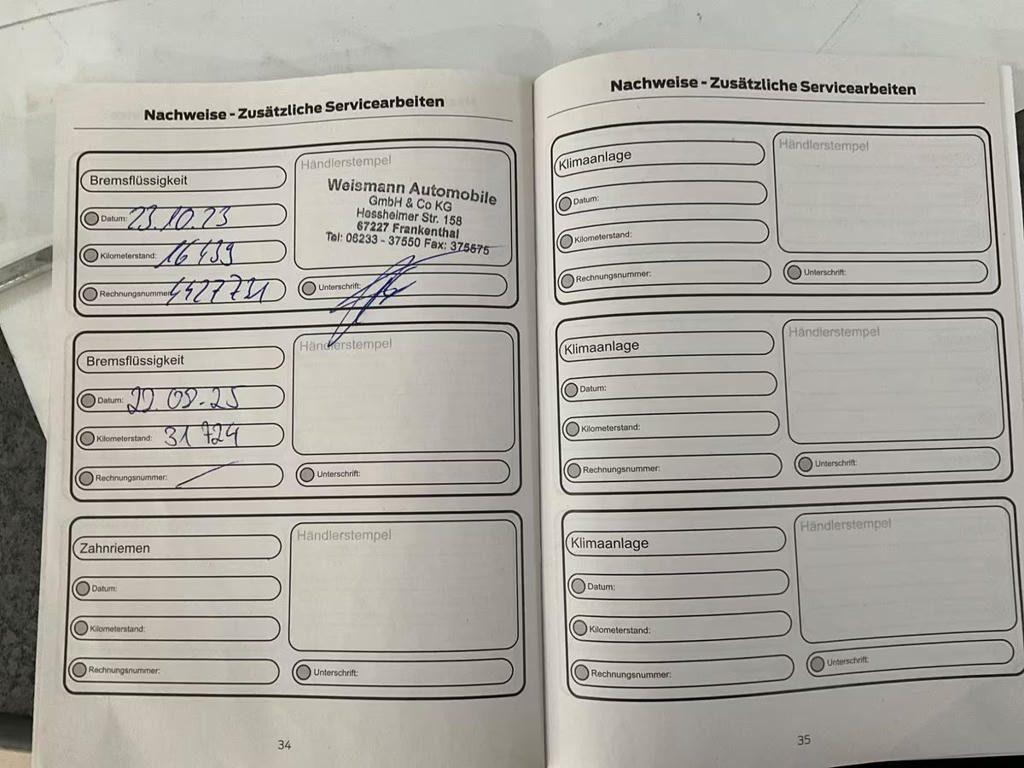 Nachweise - Zusätzliche Servicearbeiten
Bremsflüssigkeit
Datum: 23.10.23
Kilometerstand: 16439
Rechnungsnummer:
Händlerstempel
Weismann Automobile
GmbH & Co KG
Hessheimer Str. 158
67227 Frankenthal
Tel: 06233 - 37550 Fax: 375575
Unterschrift:
Bremsflüssigkeit
Datum: 22.08.25
Kilometerstand: 31724
Rechnungsnummer:
Händlerstempel
Unterschrift:
Zahnriemen
Datum:
Kilometerstand:
Rechnungsnummer:
Händlerstempel
Unterschrift:
34
Nachweise - Zusätzliche Servicearbeiten
Klimaanlage
Datum:
Kilometerstand:
Rechnungsnummer:
Händlerstempel
Unterschrift:
Klimaanlage
Datum:
Kilometerstand:
Rechnungsnummer:
Händlerstempel
Unterschrift:
Klimaanlage
Datum:
Kilometerstand:
Rechnungsnummer:
Händlerstempel
Unterschrift:
35